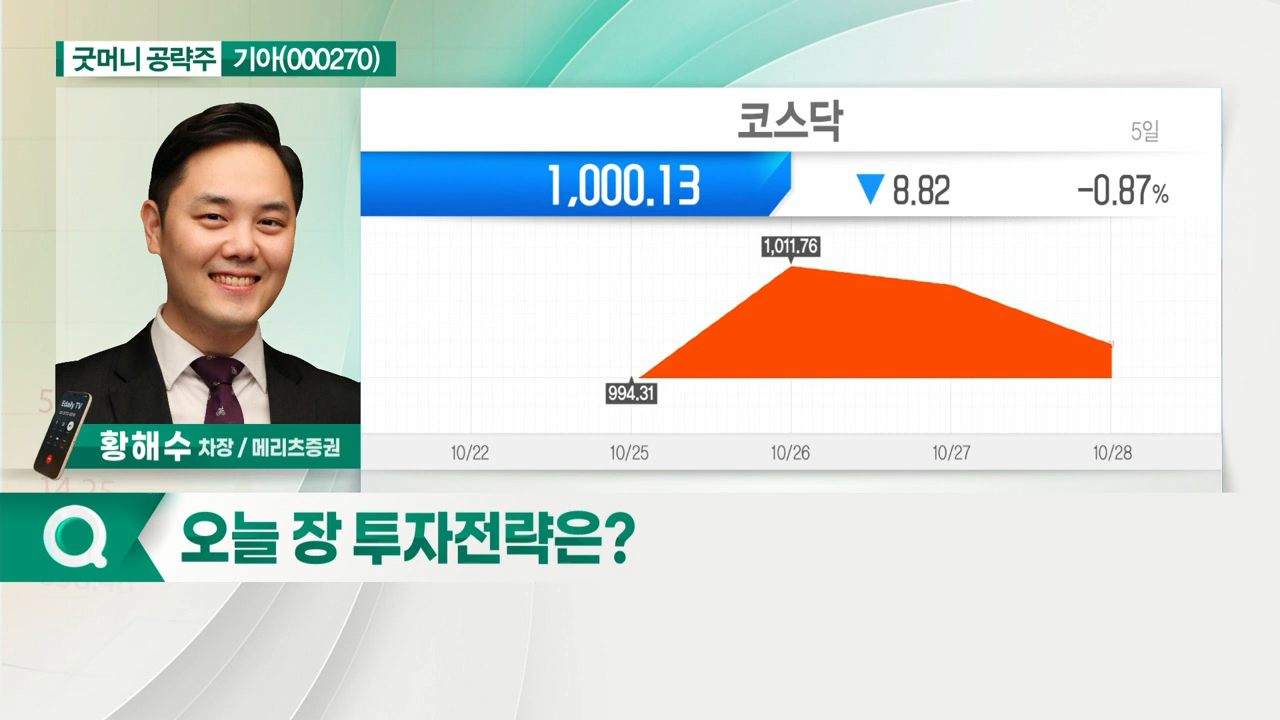 굿머니 공략주 기아(000270)
코스닥
5일
1,000.13 ▼ 8.82 -0.87%
1,011.76
994.31
10/22 10/25 10/26 10/27 10/28
Edaily TV
황해수 차장 / 메리츠증권
Q 오늘 장 투자전략은?